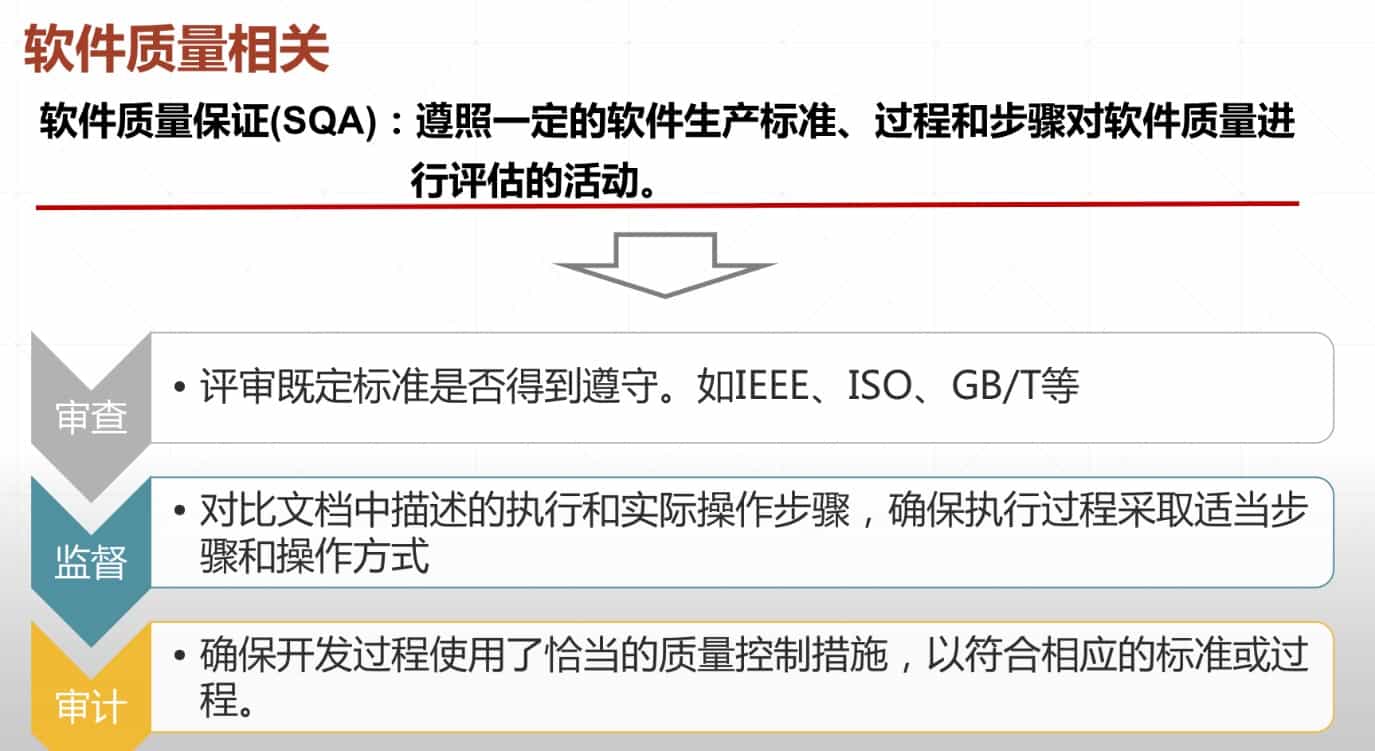 软件质量相关
软件质量保证(SQA)：遵照一定的软件生产标准、过程和步骤对软件质量进
行评估的活动。
审查
• 评审既定标准是否得到遵守。如IEEE、ISO、GB/T等
监督
• 对比文档中描述的执行和实际操作步骤，确保执行过程采取适当步
骤和操作方式
审计
• 确保开发过程使用了恰当的质量控制措施，以符合相应的标准或过
程。